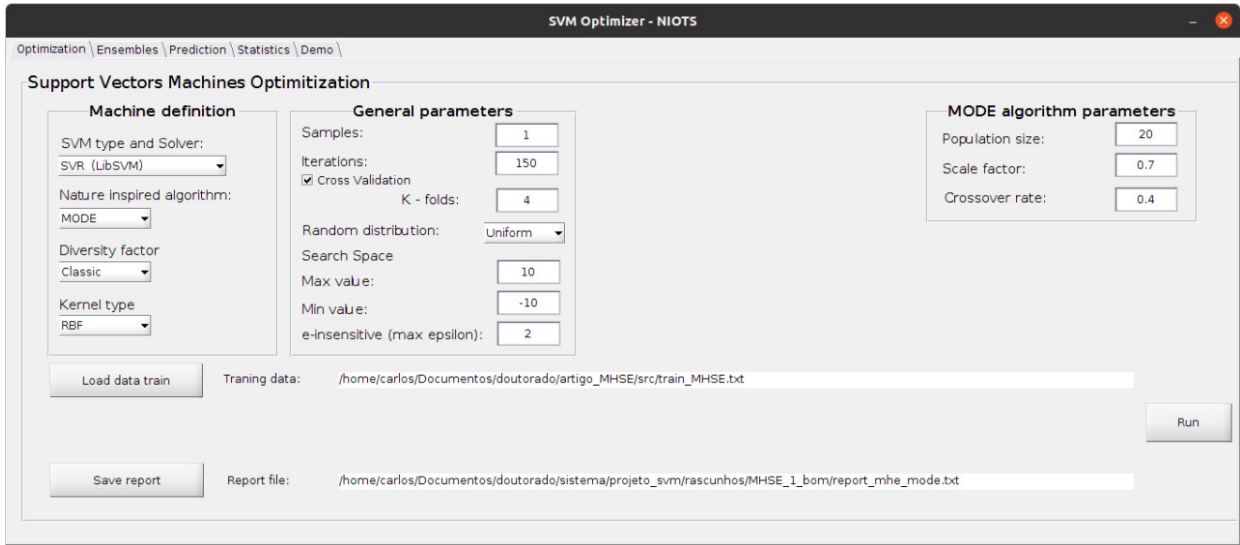 SVM Optimizer - NIOTS
Optimization \ Ensembles \ Prediction \ Statistics \ Demo \
Support Vectors Machines Optimitization
Machine definition
SVM type and Solver:
SVR (LibSVM)
Nature inspired algorithm:
MODE
Diversity factor
Classic
Kernel type
RBF
General parameters
Samples: 1
Iterations: 150
Cross Validation
K - folds: 4
Random distribution: Uniform
Search Space
Max value: 10
Min value: -10
e-insensitive (max epsilon): 2
MODE algorithm parameters
Population size: 20
Scale factor: 0.7
Crossover rate: 0.4
Load data train Traning data: /home/carlos/Documentos/doutorado/artigo_MHSE/src/train_MHSE.txt
Run
Save report Report file: /home/carlos/Documentos/doutorado/sistema/projeto_svm/rascunhos/MHSE_1_bom/report_mhe_mode.txt